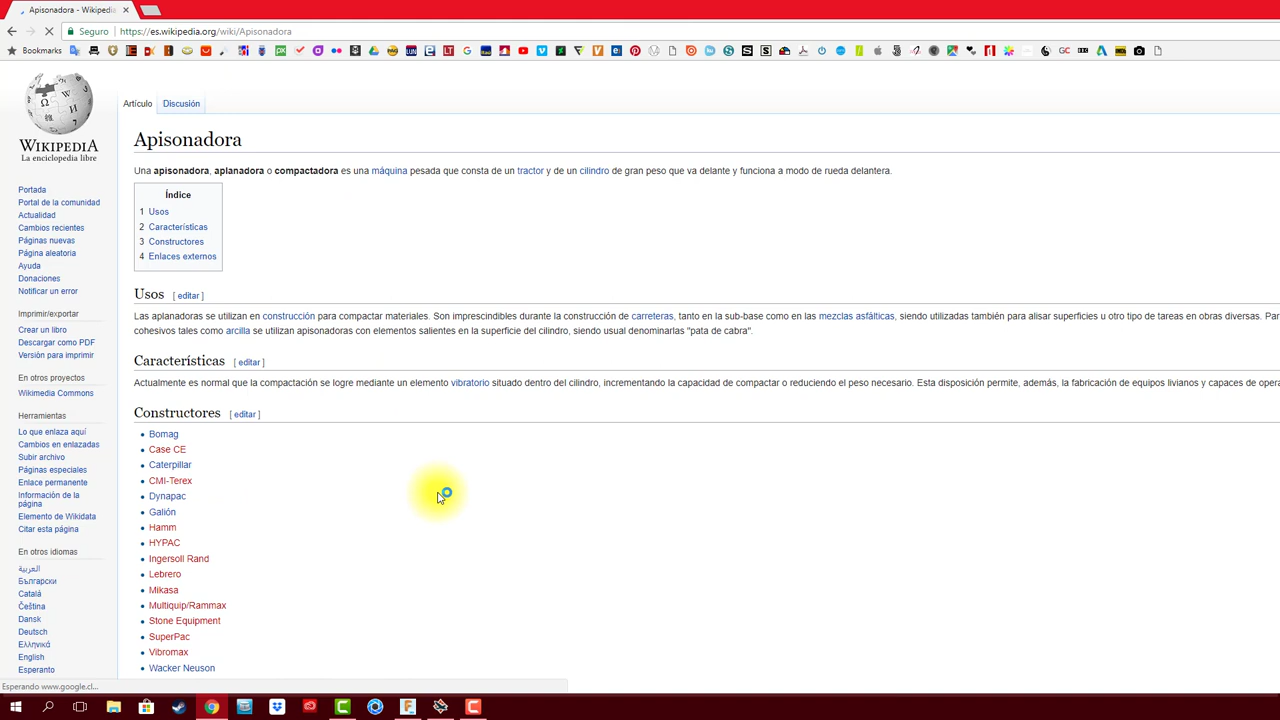 Apisonadora - Wikipedia
Seguro
https://es.wikipedia.org/wiki/Apisonadora
Bookmarks
WIKIPEDIA
La enciclopedia libre
Portada
Portal de la comunidad
Actualidad
Cambios recientes
Páginas nuevas
Página aleatoria
Ayuda
Donaciones
Notificar un error
Imprimir/exportar
Crear un libro
Descargar como PDF
Versión para imprimir
En otros proyectos
Wikimedia Commons
Herramientas
Lo que enlaza aquí
Cambios en enlazadas
Subir archivo
Páginas especiales
Enlace permanente
Información de la
página
Elemento de Wikidata
Citar esta página
En otros idiomas
العربية
Български
Català
Čeština
Dansk
Deutsch
Ελληνικά
English
Esperanto
Artículo
Discusión
Apisonadora
Una apisonadora, aplanadora o compactadora es una máquina pesada que consta de un tractor y de un cilindro de gran peso que va delante y funciona a modo de rueda delantera.
Índice
1 Usos
2 Características
3 Constructores
4 Enlaces externos
Usos [ editar ]
Las aplanadoras se utilizan en construcción para compactar materiales. Son imprescindibles durante la construcción de carreteras, tanto en la sub-base como en las mezclas asfálticas, siendo utilizadas también para alisar superficies u otro tipo de tareas en obras diversas. Par
cohesivos tales como arcilla se utilizan apisonadoras con elementos salientes en la superficie del cilindro, siendo usual denominarlas "pata de cabra".
Características [ editar ]
Actualmente es normal que la compactación se logre mediante un elemento vibratorio situado dentro del cilindro, incrementando la capacidad de compactar o reduciendo el peso necesario. Esta disposición permite, además, la fabricación de equipos livianos y capaces de opera
Constructores [ editar ]
Bomag
Case CE
Caterpillar
CMI-Terex
Dynapac
Galión
Hamm
HYPAC
Ingersoll Rand
Lebrero
Mikasa
Multiquip/Rammax
Stone Equipment
SuperPac
Vibromax
Wacker Neuson
Esperando www.google.cl...